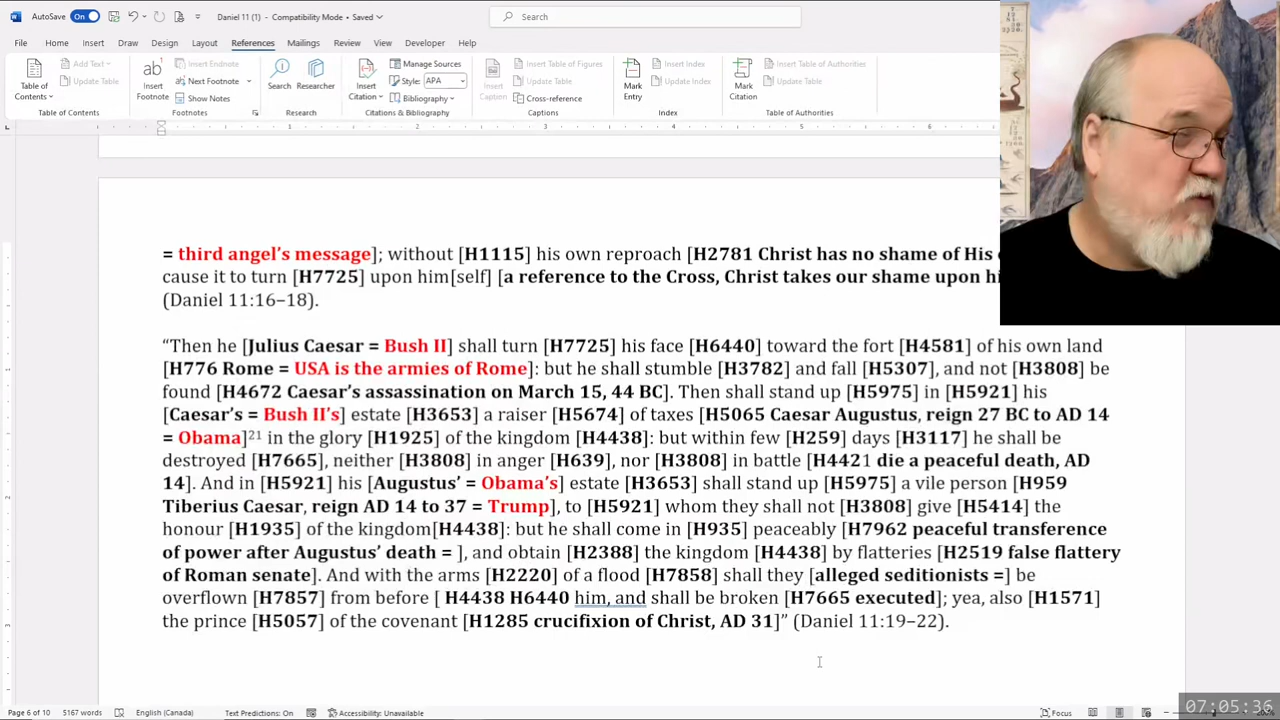 AutoSave On Daniel 11 (1) - Compatibility Mode • Saved Search
File Home Insert Draw Design Layout References Mailings Review View Developer Help
Table of Contents Add Text Update Table Insert Footnote Insert Endnote Next Footnote Show Notes Search Researcher Insert Citation Manage Sources Style: APA Bibliography Insert Caption Insert Table of Figures Update Table Cross-reference Mark Entry Insert Index Update Index Mark Citation Insert Table of Authorities Update Table
Table of Contents Footnotes Research Citations & Bibliography Captions Index Table of Authorities
1 2 3 4 5 6
= third angel’s message]; without [H1115] his own reproach [H2781 Christ has no shame of His
cause it to turn [H7725] upon him[self] [a reference to the Cross, Christ takes our shame upon
(Daniel 11:16–18).
“Then he [Julius Caesar = Bush II] shall turn [H7725] his face [H6440] toward the fort [H4581] of his own land
[H776 Rome = USA is the armies of Rome]: but he shall stumble [H3782] and fall [H5307], and not [H3808] be
found [H4672 Caesar’s assassination on March 15, 44 BC]. Then shall stand up [H5975] in [H5921] his
[Caesar’s = Bush II’s] estate [H3653] a raiser [H5674] of taxes [H5065 Caesar Augustus, reign 27 BC to AD 14
= Obama]21 in the glory [H1925] of the kingdom [H4438]: but within few [H259] days [H3117] he shall be
destroyed [H7665], neither [H3808] in anger [H639], nor [H3808] in battle [H4421 die a peaceful death, AD
14]. And in [H5921] his [Augustus’ = Obama’s] estate [H3653] shall stand up [H5975] a vile person [H959
Tiberius Caesar, reign AD 14 to 37 = Trump], to [H5921] whom they shall not [H3808] give [H5414] the
honour [H1935] of the kingdom[H4438]: but he shall come in [H935] peaceably [H7962 peaceful transference
of power after Augustus’ death = ], and obtain [H2388] the kingdom [H4438] by flatteries [H2519 false flattery
of Roman senate]. And with the arms [H2220] of a flood [H7858] shall they [alleged seditionists =] be
overflown [H7857] from before [ H4438 H6440 him, and shall be broken [H7665 executed]; yea, also [H1571]
the prince [H5057] of the covenant [H1285 crucifixion of Christ, AD 31]” (Daniel 11:19–22).
Page 6 of 10 5167 words English (Canada) Text Predictions: On Accessibility: Unavailable Focus
07:05:36